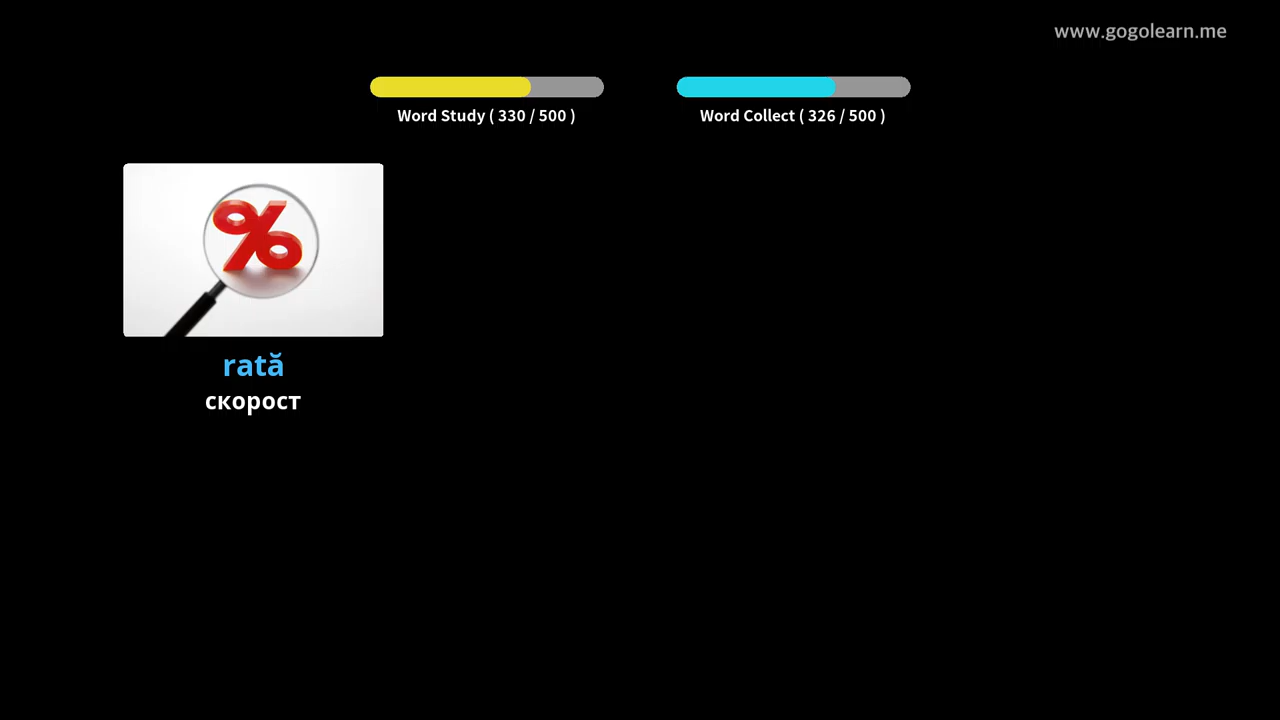 www.gogolearn.me
Word Study ( 330 / 500 )
Word Collect ( 326 / 500 )
%
rată
скорост